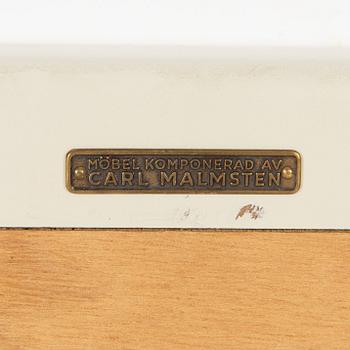 MÖBEL KOMPONERAD AV
CARL MALMSTEN